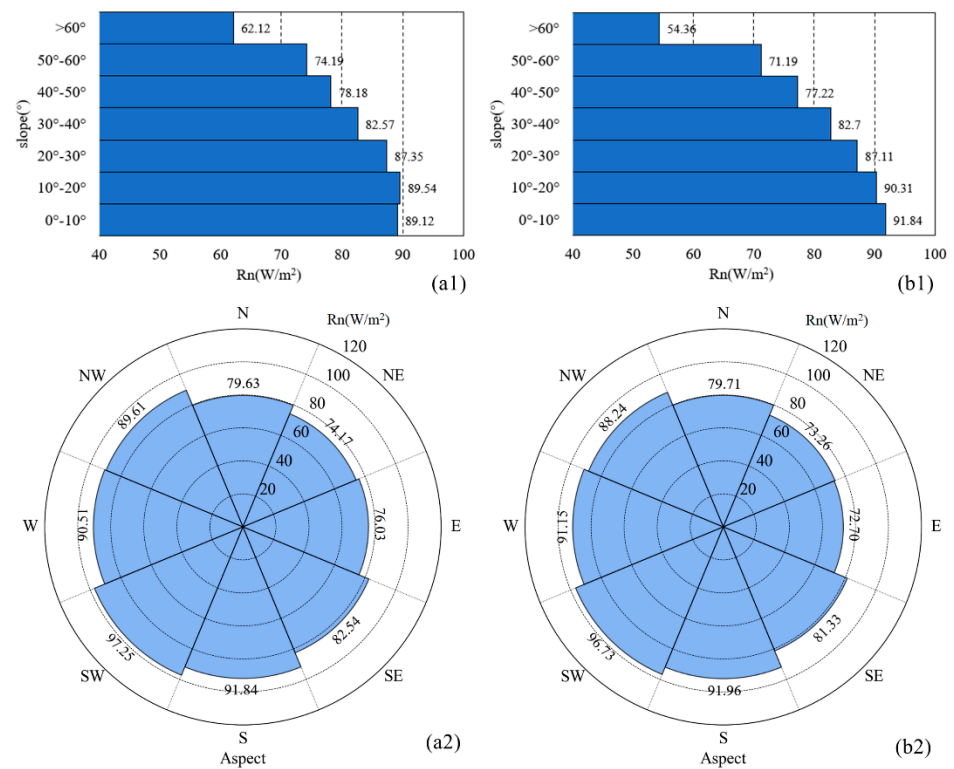 slope(°)
>60°
62.12
50°-60°
74.19
40°-50°
78.18
30°-40°
82.57
20°-30°
87.35
10°-20°
89.54
0°-10°
89.12
40 50 60 70 80 90 100
Rn(W/m²)
(a1)
slope(°)
>60°
54.36
50°-60°
71.19
40°-50°
77.22
30°-40°
82.7
20°-30°
87.11
10°-20°
90.31
0°-10°
91.84
40 50 60 70 80 90 100
Rn(W/m²)
(b1)
N
Rn(W/m²)
120
100
80
60
40
20
NW
NE
W
E
SW
SE
S
Aspect
79.63
74.17
76.03
82.54
91.84
97.25
90.51
89.61
(a2)
N
Rn(W/m²)
120
100
80
60
40
20
NW
NE
W
E
SW
SE
S
Aspect
79.71
73.26
72.70
81.33
91.96
96.73
91.15
88.24
(b2)